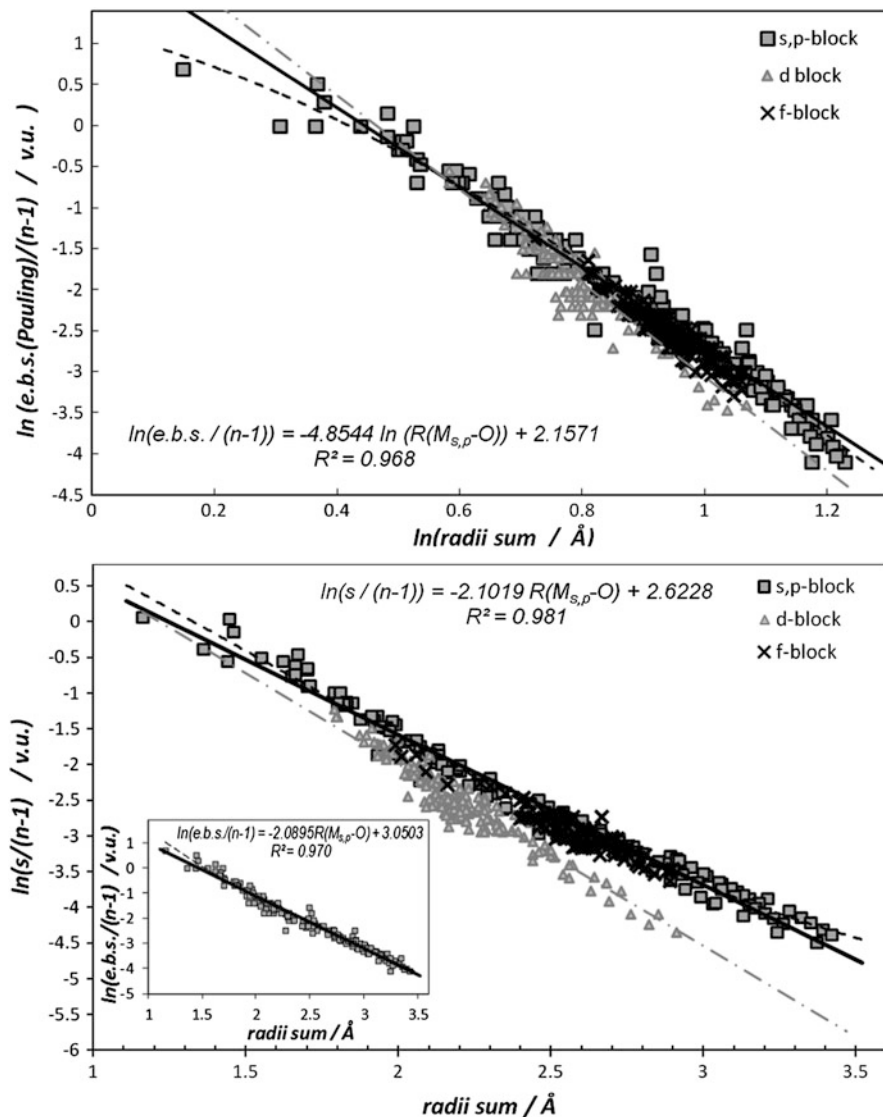 1
0.5
0
-0.5
-1
-1.5
-2
-2.5
-3
-3.5
-4
-4.5
ln (e.b.s.(Pauling)/(n-1) / v.u.)
s,p-block
d block
f-block
ln(e.b.s. / (n-1)) = -4.8544 ln (R(Ms,p-O)) + 2.1571
R² = 0.968
0 0.2 0.4 0.6 0.8 1 1.2
ln(radii sum / Å)
0.5
0
-0.5
-1
-1.5
-2
-2.5
-3
-3.5
-4
-4.5
-5
-5.5
-6
ln(s/(n-1) / v.u.)
ln(s / (n-1)) = -2.1019 R(Ms,p-O) + 2.6228
R² = 0.981
s,p-block
d-block
f-block
ln(e.b.s./(n-1) / v.u.)
1
0
-1
-2
-3
-4
-5
ln(e.b.s./(n-1) = -2.0895R(Ms,p-O) + 3.0503
R² = 0.970
1 1.5 2 2.5 3 3.5
radii sum / Å
1 1.5 2 2.5 3 3.5
radii sum / Å